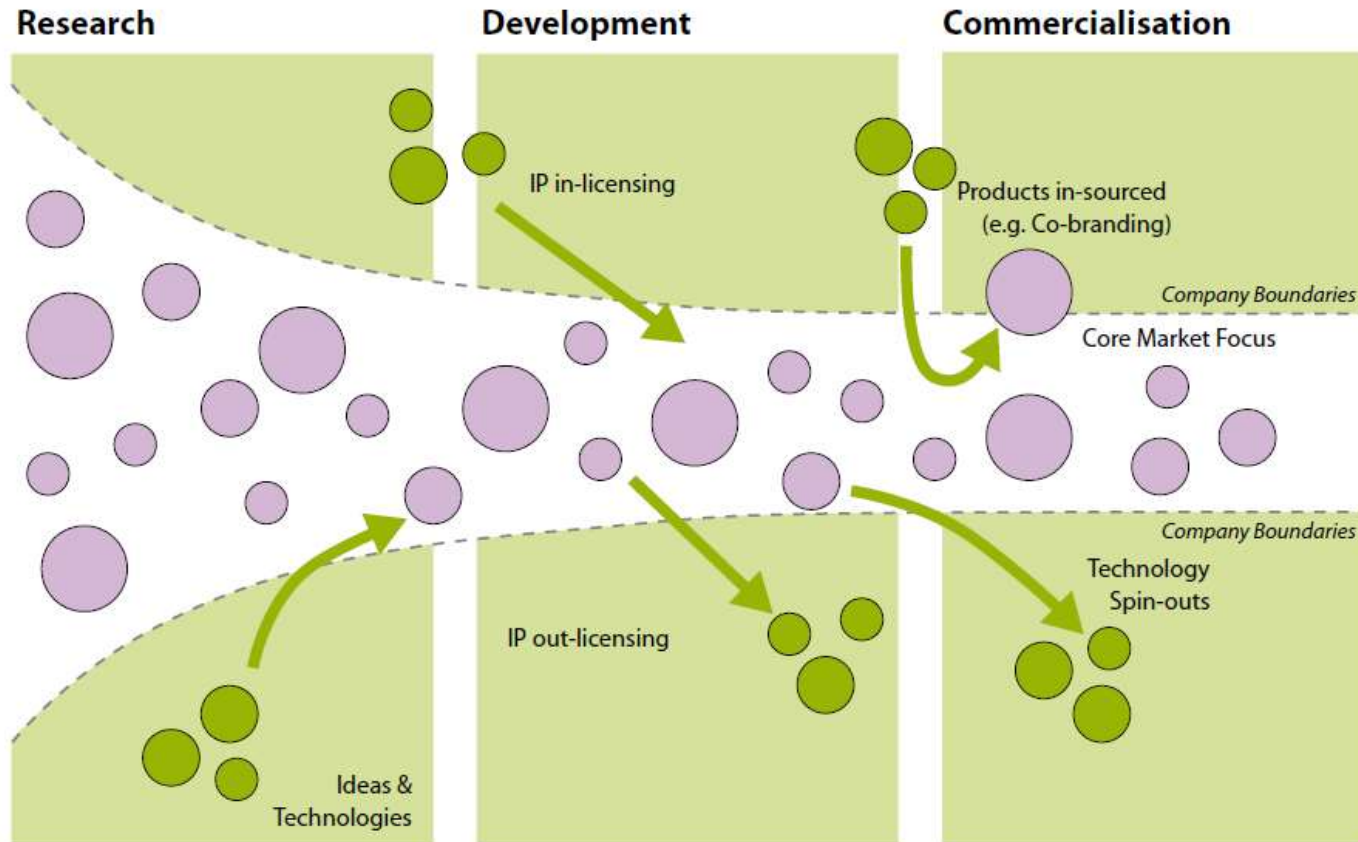 Research
Development
Commercialisation
IP in-licensing
Products in-sourced
(e.g. Co-branding)
Company Boundaries
Core Market Focus
Company Boundaries
Technology
Spin-outs
IP out-licensing
Ideas &
Technologies